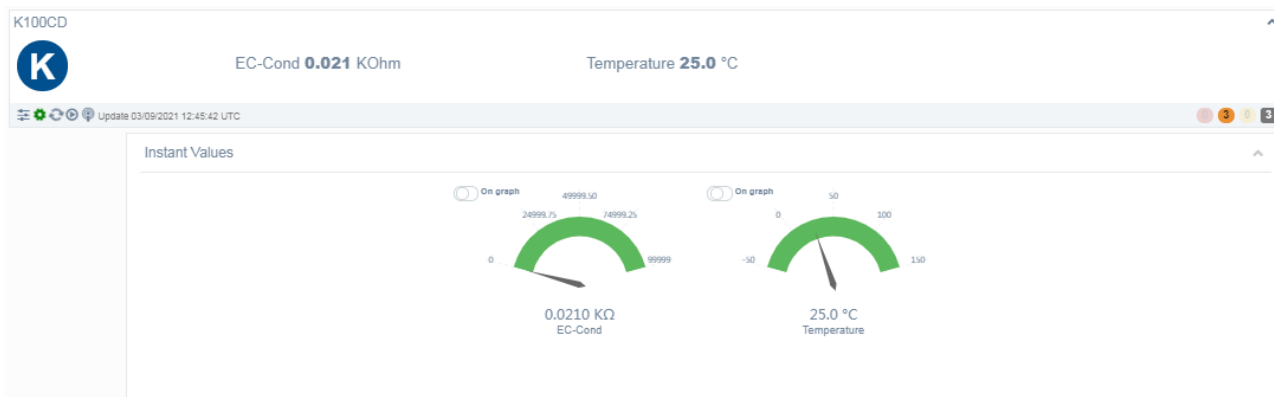 K100CD
K
EC-Cond 0.021 KOhm
Temperature 25.0 °C
Update 03/09/2021 12:45:42 UTC
0 3 0 3
Instant Values
On graph
49999.50
24999.75
74999.25
0
99999
0.0210 KΩ
EC-Cond
On graph
50
0
100
-50
150
25.0 °C
Temperature